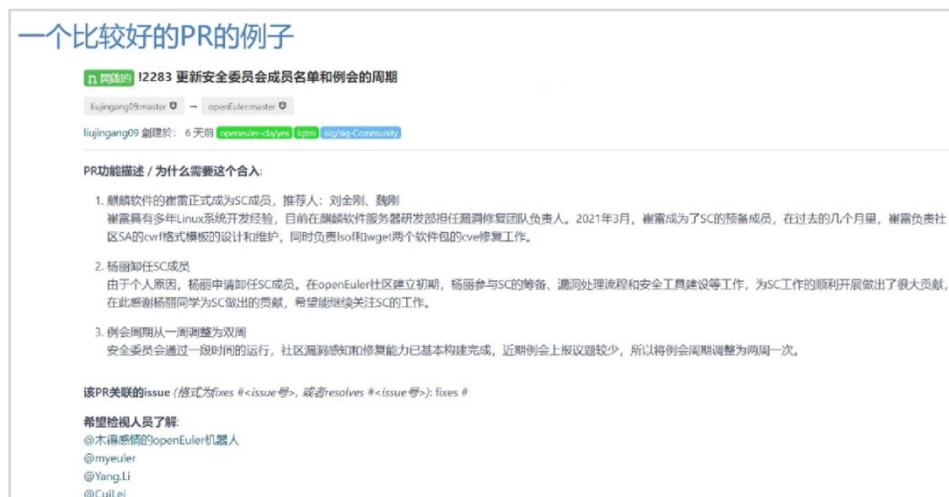 一个比较好的PR的例子
開啟的 !2283 更新安全委员会成员名单和例会的周期
liujingang09:master → openEuler:master
liujingang09 創建於： 6 天前 openeuler-cla/yes lgtm sig/sig-Community
PR功能描述 / 为什么需要这个合入:
1. 麒麟软件的崔雷正式成为SC成员，推荐人：刘金刚、魏刚
崔雷具有多年Linux系统开发经验，目前在麒麟软件服务器研发部担任漏洞修复团队负责人。2021年3月，崔雷成为了SC的预备成员，在过去的几个月里，崔雷负责社
区SA的cvrf格式模板的设计和维护，同时负责lsof和wget两个软件包的cve修复工作。
2. 杨丽卸任SC成员
由于个人原因，杨丽申请卸任SC成员。在openEuler社区建立初期，杨丽参与SC的筹备、漏洞处理流程和安全工具建设等工作，为SC工作的顺利开展做出了很大贡献，
在此感谢杨丽同学为SC做出的贡献，希望能继续关注SC的工作。
3. 例会周期从一周调整为双周
安全委员会通过一段时间的运行，社区漏洞感知和修复能力已基本构建完成，近期例会上报议题较少，所以将例会周期调整为两周一次。
该PR关联的issue (格式为fixes #<issue号>, 或者resolves #<issue号>): fixes #
希望检视人员了解:
@木得感情的openEuler机器人
@myeuler
@Yang.Li
@CuiLei